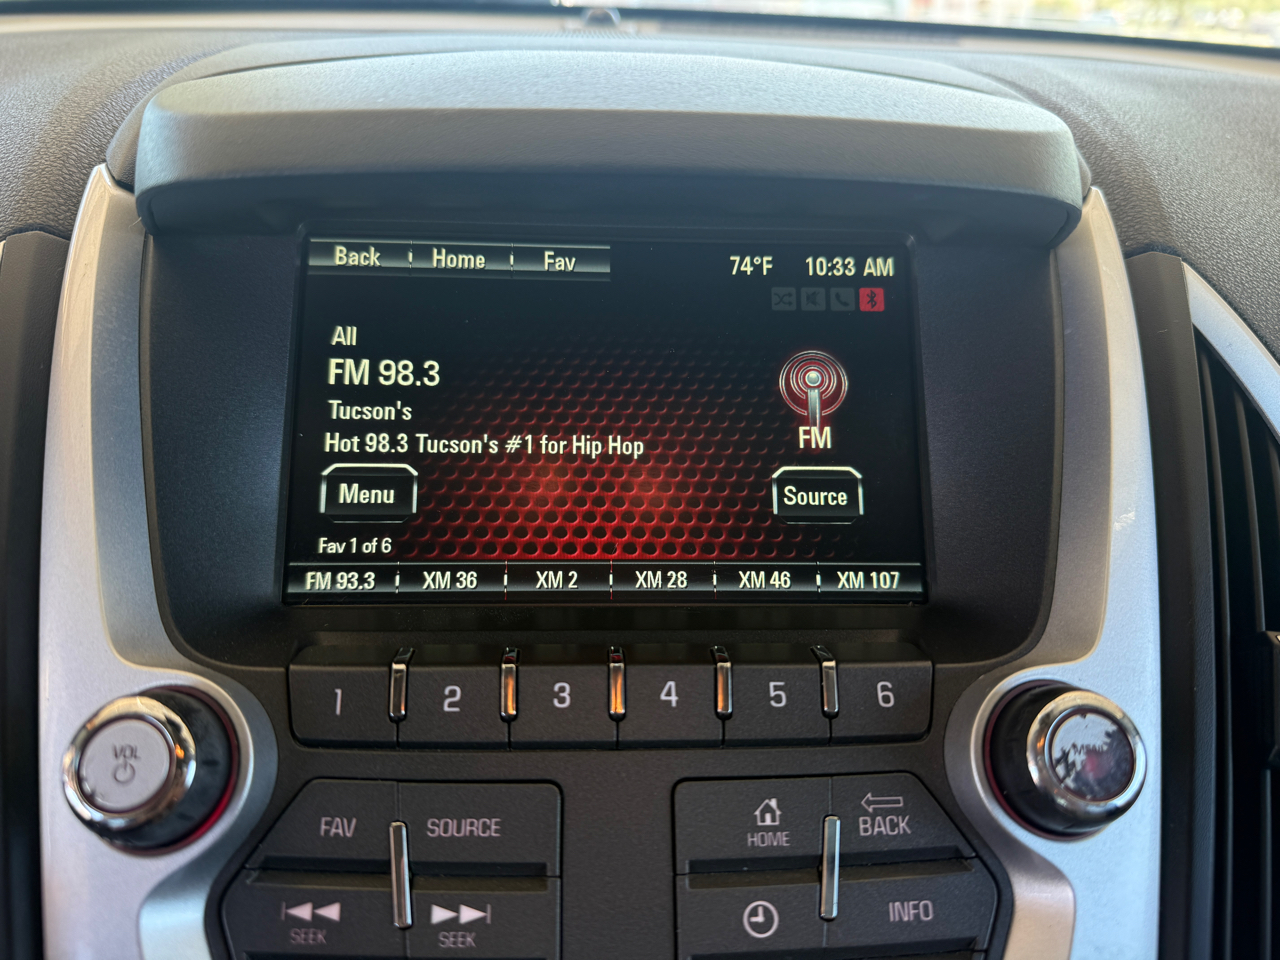 Back Home Fav 74°F 10:33 AM
All
FM 98.3
Tucson's
Hot 98.3 Tucson's #1 for Hip Hop
FM
Menu Source
Fav 1 of 6
FM 93.3 XM 36 XM 2 XM 28 XM 46 XM 107
1 2 3 4 5 6
VOL MENU
FAV SOURCE HOME BACK
SEEK SEEK INFO